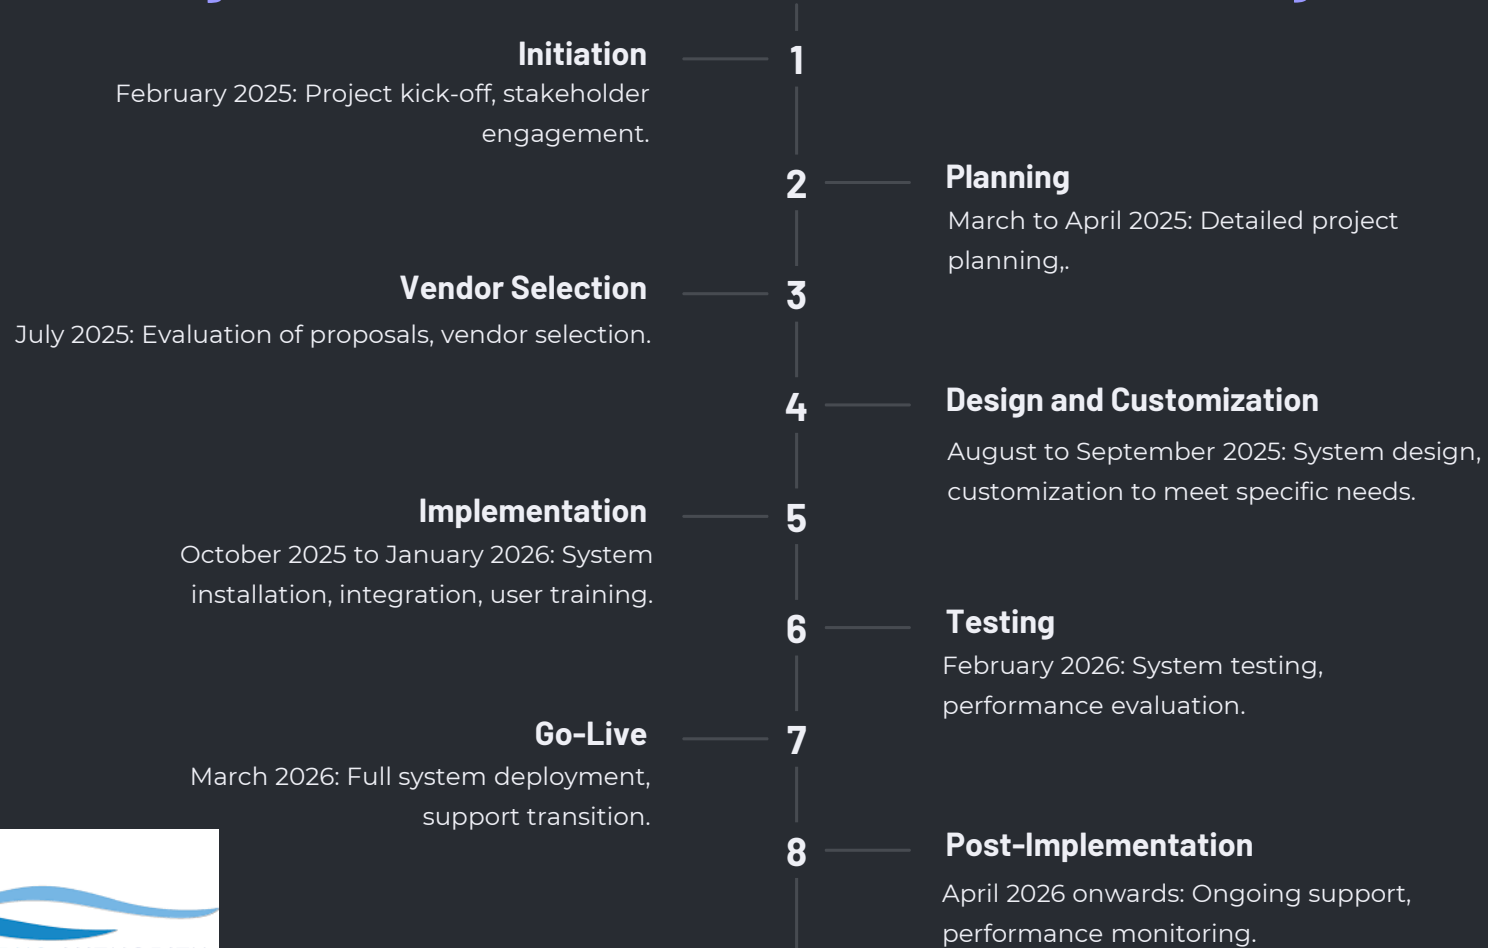 Initiation
1
February 2025: Project kick-off, stakeholder
engagement.
2
Planning
March to April 2025: Detailed project
planning,.
Vendor Selection
3
July 2025: Evaluation of proposals, vendor selection.
4
Design and Customization
August to September 2025: System design,
customization to meet specific needs.
Implementation
5
October 2025 to January 2026: System
installation, integration, user training.
6
Testing
February 2026: System testing,
performance evaluation.
Go-Live
7
March 2026: Full system deployment,
support transition.
8
Post-Implementation
April 2026 onwards: Ongoing support,
performance monitoring.